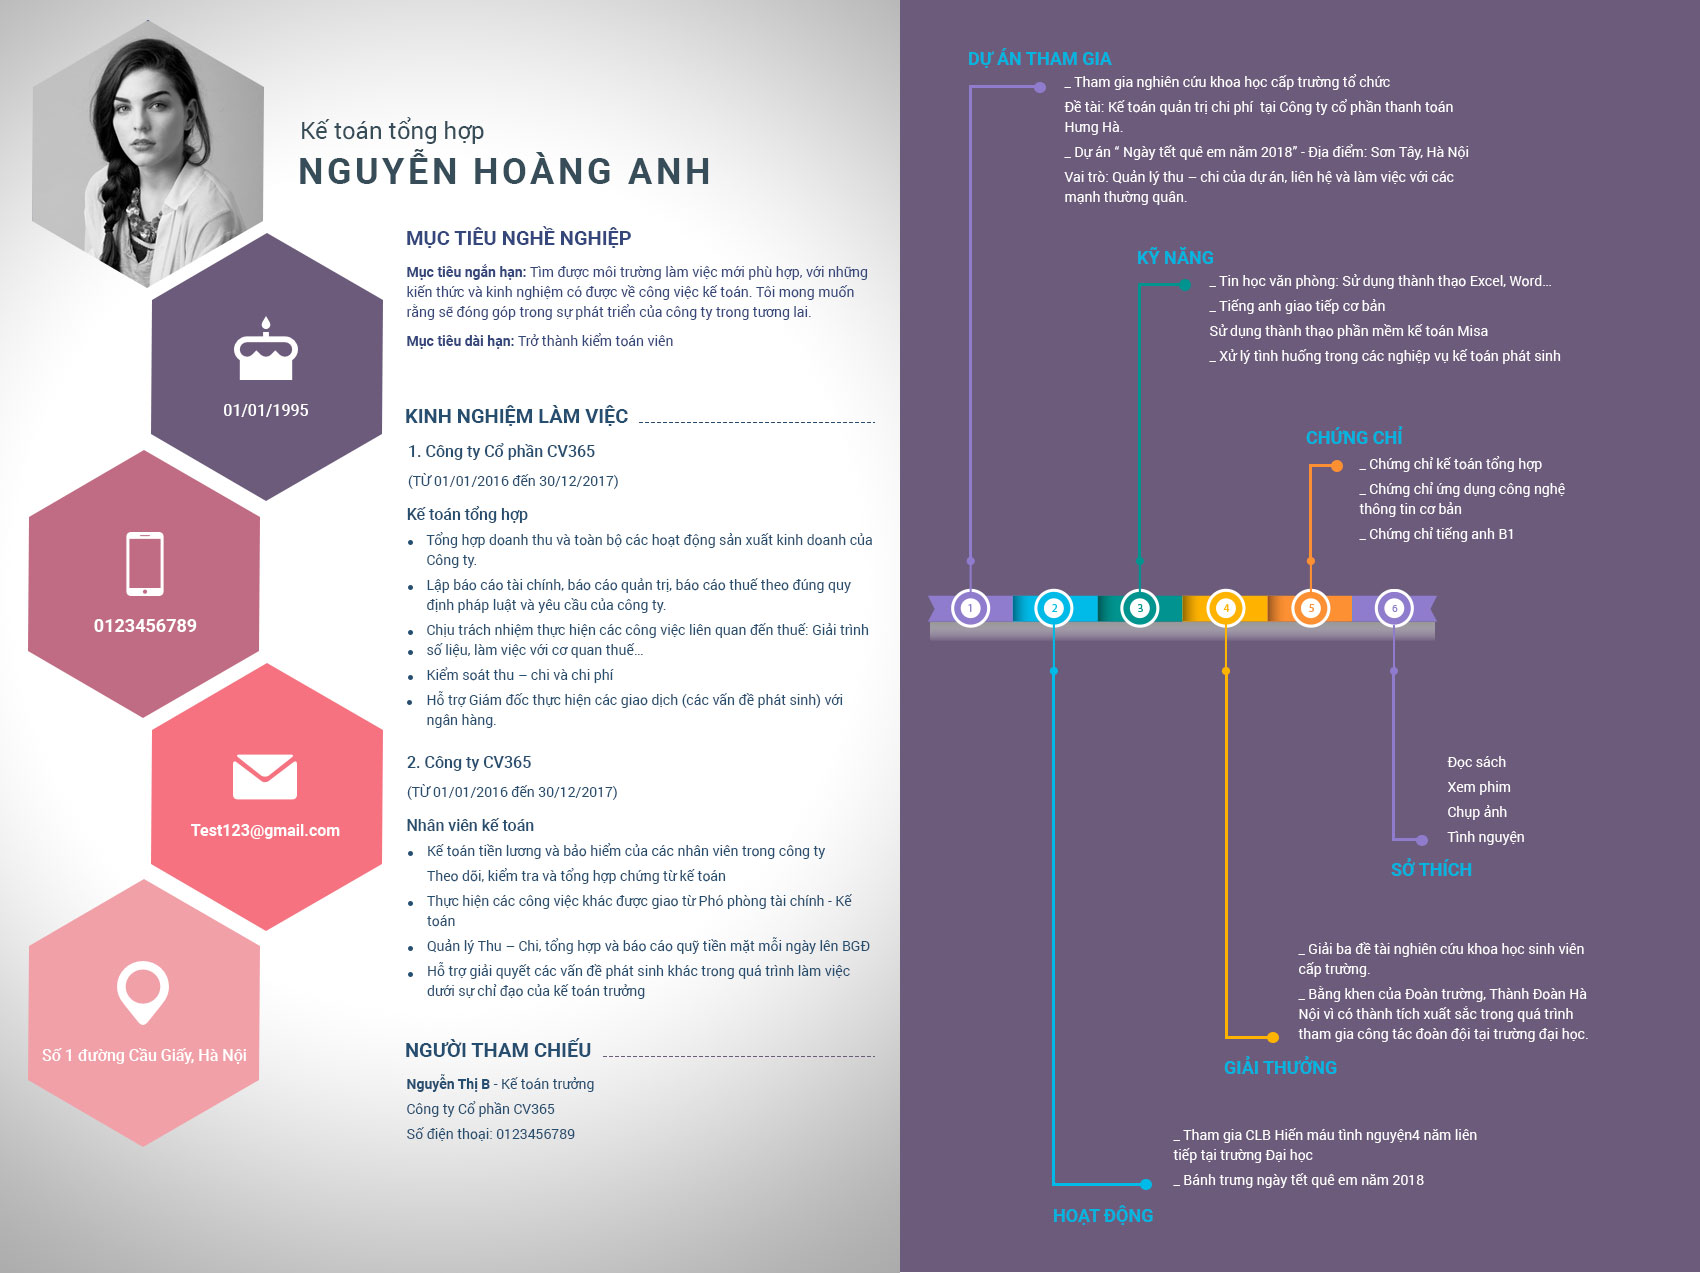 Kế toán tổng hợp
NGUYỄN HOÀNG ANH
01/01/1995
0123456789
Test123@gmail.com
Số 1 đường Cầu Giấy, Hà Nội
MỤC TIÊU NGHỀ NGHIỆP
Mục tiêu ngắn hạn: Tìm được môi trường làm việc mới phù hợp, với những
kiến thức và kinh nghiệm có được về công việc kế toán. Tôi mong muốn
rằng sẽ đóng góp trong sự phát triển của công ty trong tương lai.
Mục tiêu dài hạn: Trở thành kiểm toán viên
KINH NGHIỆM LÀM VIỆC
1. Công ty Cổ phần CV365
(TỪ 01/01/2016 đến 30/12/2017)
Kế toán tổng hợp
• Tổng hợp doanh thu và toàn bộ các hoạt động sản xuất kinh doanh của
Công ty.
• Lập báo cáo tài chính, báo cáo quản trị, báo cáo thuế theo đúng quy
định pháp luật và yêu cầu của công ty.
• Chịu trách nhiệm thực hiện các công việc liên quan đến thuế: Giải trình
• số liệu, làm việc với cơ quan thuế...
• Kiểm soát thu – chi và chi phí
• Hỗ trợ Giám đốc thực hiện các giao dịch (các vấn đề phát sinh) với
ngân hàng.
2. Công ty CV365
(TỪ 01/01/2016 đến 30/12/2017)
Nhân viên kế toán
• Kế toán tiền lương và bảo hiểm của các nhân viên trong công ty
Theo dõi, kiểm tra và tổng hợp chứng từ kế toán
• Thực hiện các công việc khác được giao từ Phó phòng tài chính - Kế
toán
• Quản lý Thu – Chi, tổng hợp và báo cáo quỹ tiền mặt mỗi ngày lên BGĐ
• Hỗ trợ giải quyết các vấn đề phát sinh khác trong quá trình làm việc
dưới sự chỉ đạo của kế toán trưởng
NGƯỜI THAM CHIẾU
Nguyễn Thị B - Kế toán trưởng
Công ty Cổ phần CV365
Số điện thoại: 0123456789
DỰ ÁN THAM GIA
_ Tham gia nghiên cứu khoa học cấp trường tổ chức
Đề tài: Kế toán quản trị chi phí  tại Công ty cổ phần thanh toán
Hưng Hà.
_ Dự án “ Ngày tết quê em năm 2018” - Địa điểm: Sơn Tây, Hà Nội
Vai trò: Quản lý thu – chi của dự án, liên hệ và làm việc với các
mạnh thường quân.
KỸ NĂNG
_ Tin học văn phòng: Sử dụng thành thạo Excel, Word...
_ Tiếng anh giao tiếp cơ bản
Sử dụng thành thạo phần mềm kế toán Misa
_ Xử lý tình huống trong các nghiệp vụ kế toán phát sinh
CHỨNG CHỈ
_ Chứng chỉ kế toán tổng hợp
_ Chứng chỉ ứng dụng công nghệ
thông tin cơ bản
_ Chứng chỉ tiếng anh B1
1 2 3 4 5 6
Đọc sách
Xem phim
Chụp ảnh
Tình nguyện
SỞ THÍCH
_ Giải ba đề tài nghiên cứu khoa học sinh viên
cấp trường.
_ Bằng khen của Đoàn trường, Thành Đoàn Hà
Nội vì có thành tích xuất sắc trong quá trình
tham gia công tác đoàn đội tại trường đại học.
GIẢI THƯỞNG
_ Tham gia CLB Hiến máu tình nguyện4 năm liên
tiếp tại trường Đại học
_ Bánh trưng ngày tết quê em năm 2018
HOẠT ĐỘNG